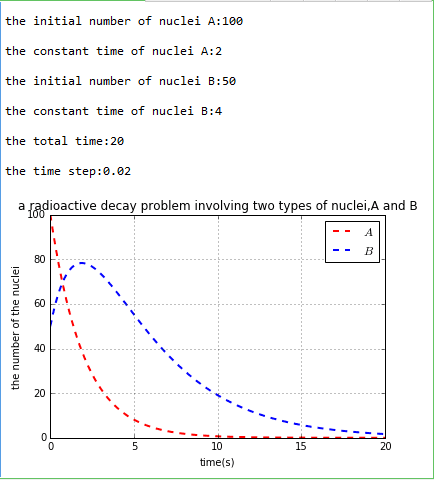 the initial number of nuclei A:100
the constant time of nuclei A:2
the initial number of nuclei B:50
the constant time of nuclei B:4
the total time:20
the time step:0.02
a radioactive decay problem involving two types of nuclei,A and B
100
80
60
40
20
0
the number of the nuclei
A
B
0 5 10 15 20
time(s)